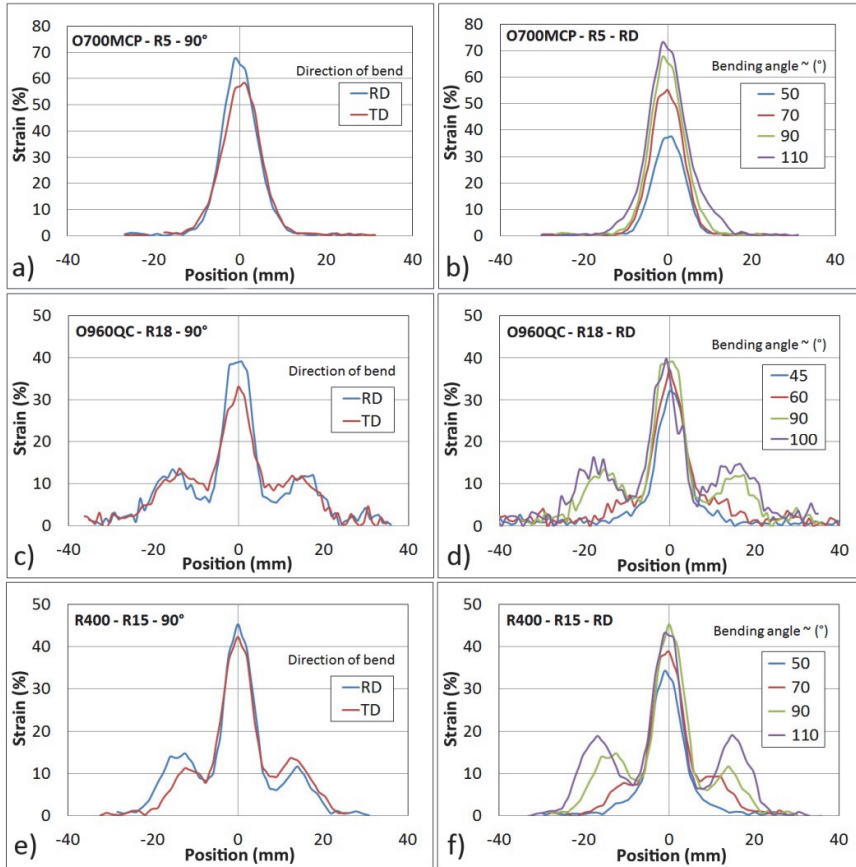 O700MCP - R5 - 90°
Strain (%)
80
70
60
50
40
30
20
10
0
Direction of bend
RD
TD
-40 -20 0 20 40
Position (mm)
a)
O700MCP - R5 - RD
Strain (%)
80
70
60
50
40
30
20
10
0
Bending angle ~ (°)
50
70
90
110
-40 -20 0 20 40
Position (mm)
b)
O960QC - R18 - 90°
Strain (%)
50
40
30
20
10
0
Direction of bend
RD
TD
-40 -20 0 20 40
Position (mm)
c)
O960QC - R18 - RD
Strain (%)
50
40
30
20
10
0
Bending angle ~ (°)
45
60
90
100
-40 -20 0 20 40
Position (mm)
d)
R400 - R15 - 90°
Strain (%)
50
40
30
20
10
0
Direction of bend
RD
TD
-40 -20 0 20 40
Position (mm)
e)
R400 - R15 - RD
Strain (%)
50
40
30
20
10
0
Bending angle ~ (°)
50
70
90
110
-40 -20 0 20 40
Position (mm)
f)